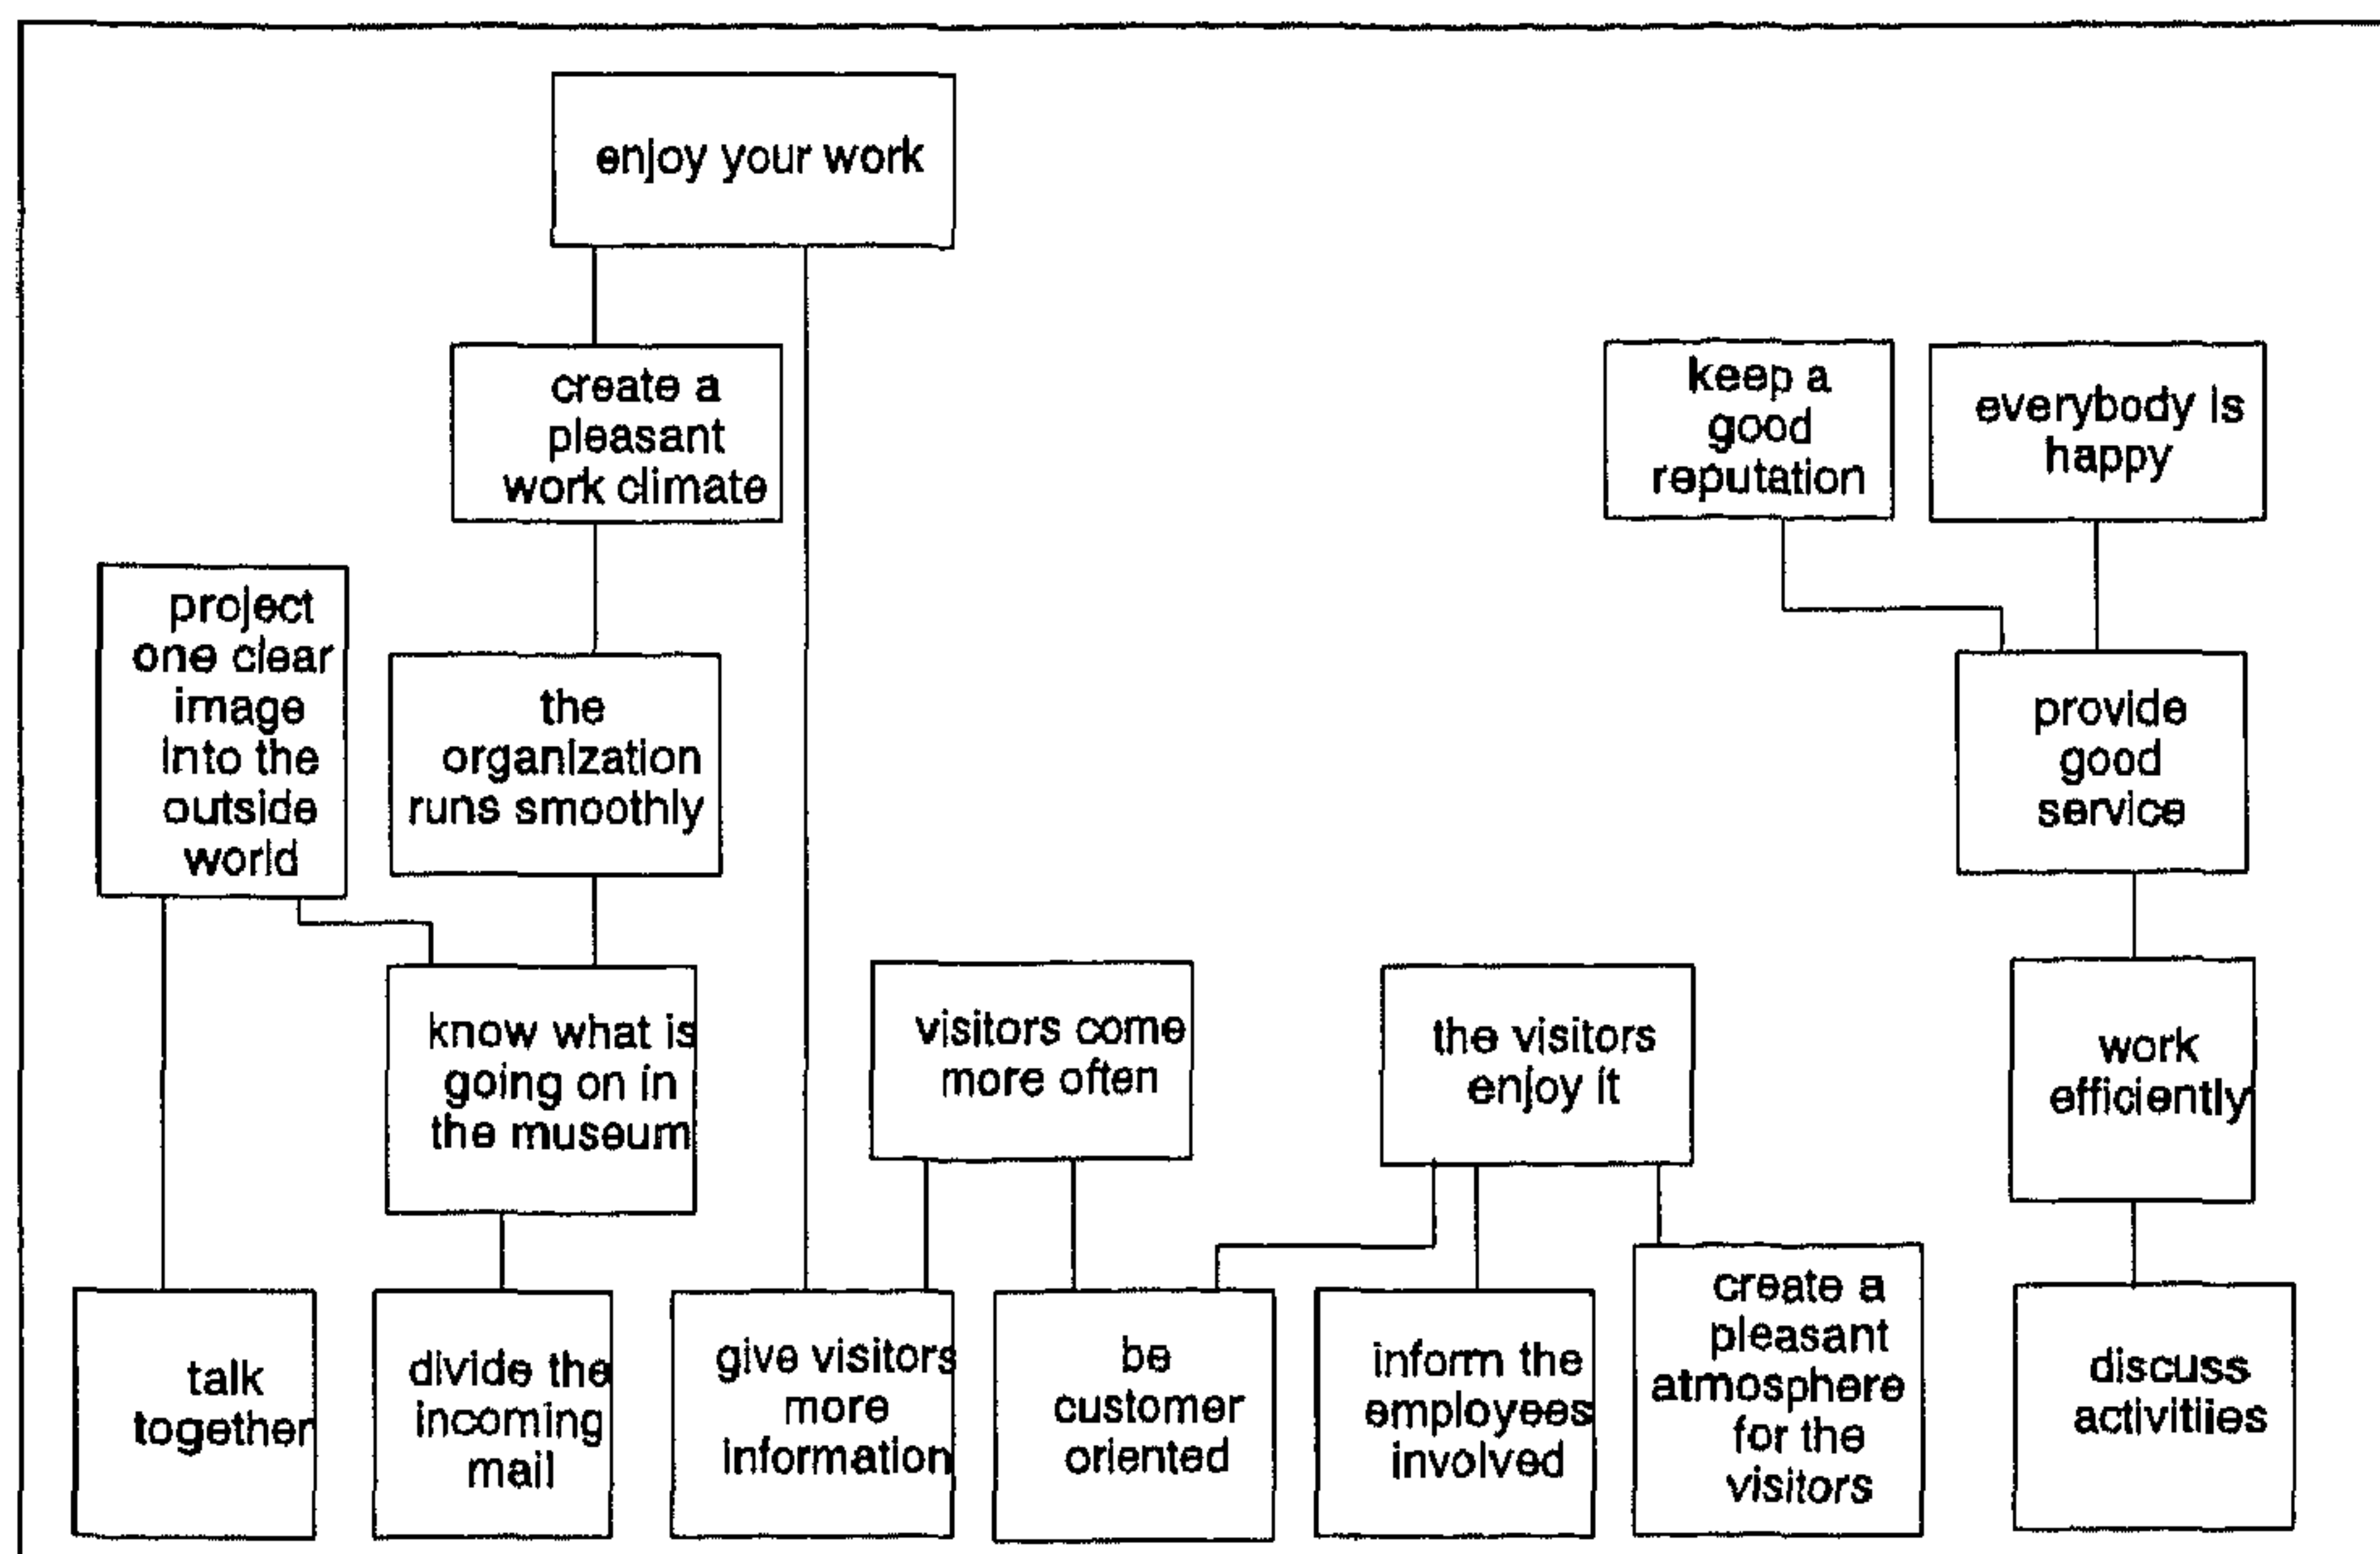 enjoy your work
create a
pleasant
work climate
keep a
good
reputation
everybody is
happy
project
one clear
image
into the
outside
world
the
organization
runs smoothly
provide
good
service
know what is
going on in
the museum
visitors come
more often
the visitors
enjoy it
work
efficiently
talk
together
divide the
incoming
mail
give visitors
more
information
be
customer
oriented
inform the
employees
involved
create a
pleasant
atmosphere
for the
visitors
discuss
activitiies